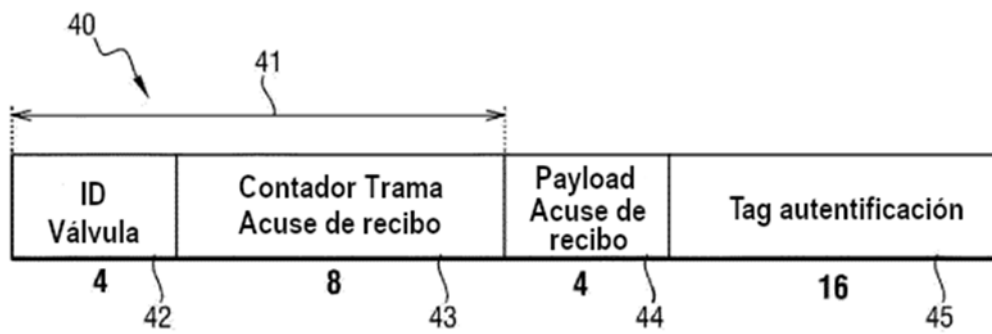 40
41
ID
Válvula
Contador Trama
Acuse de recibo
Payload
Acuse de
recibo
Tag autentificación
4
8
4
16
42
43
44
45